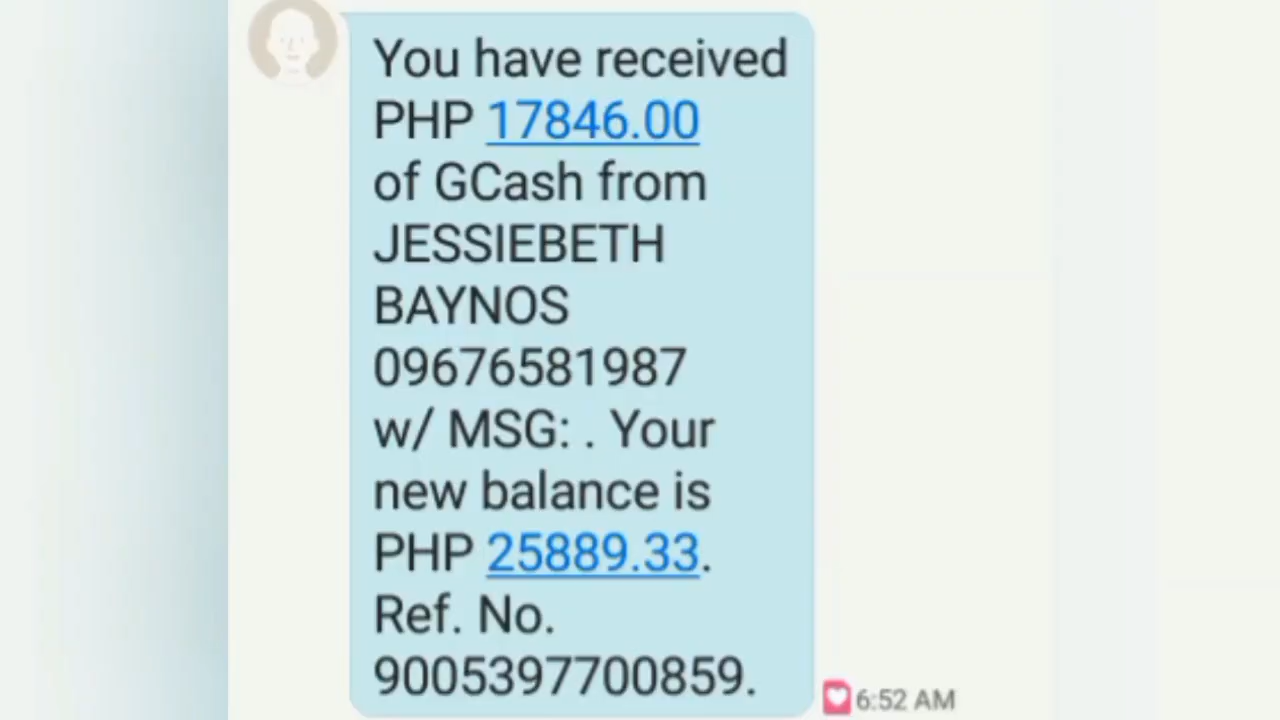 You have received
PHP 17846.00
of GCash from
JESSIEBETH
BAYNOS
09676581987
w/ MSG: . Your
new balance is
PHP 25889.33.
Ref. No.
9005397700859.
6:52 AM